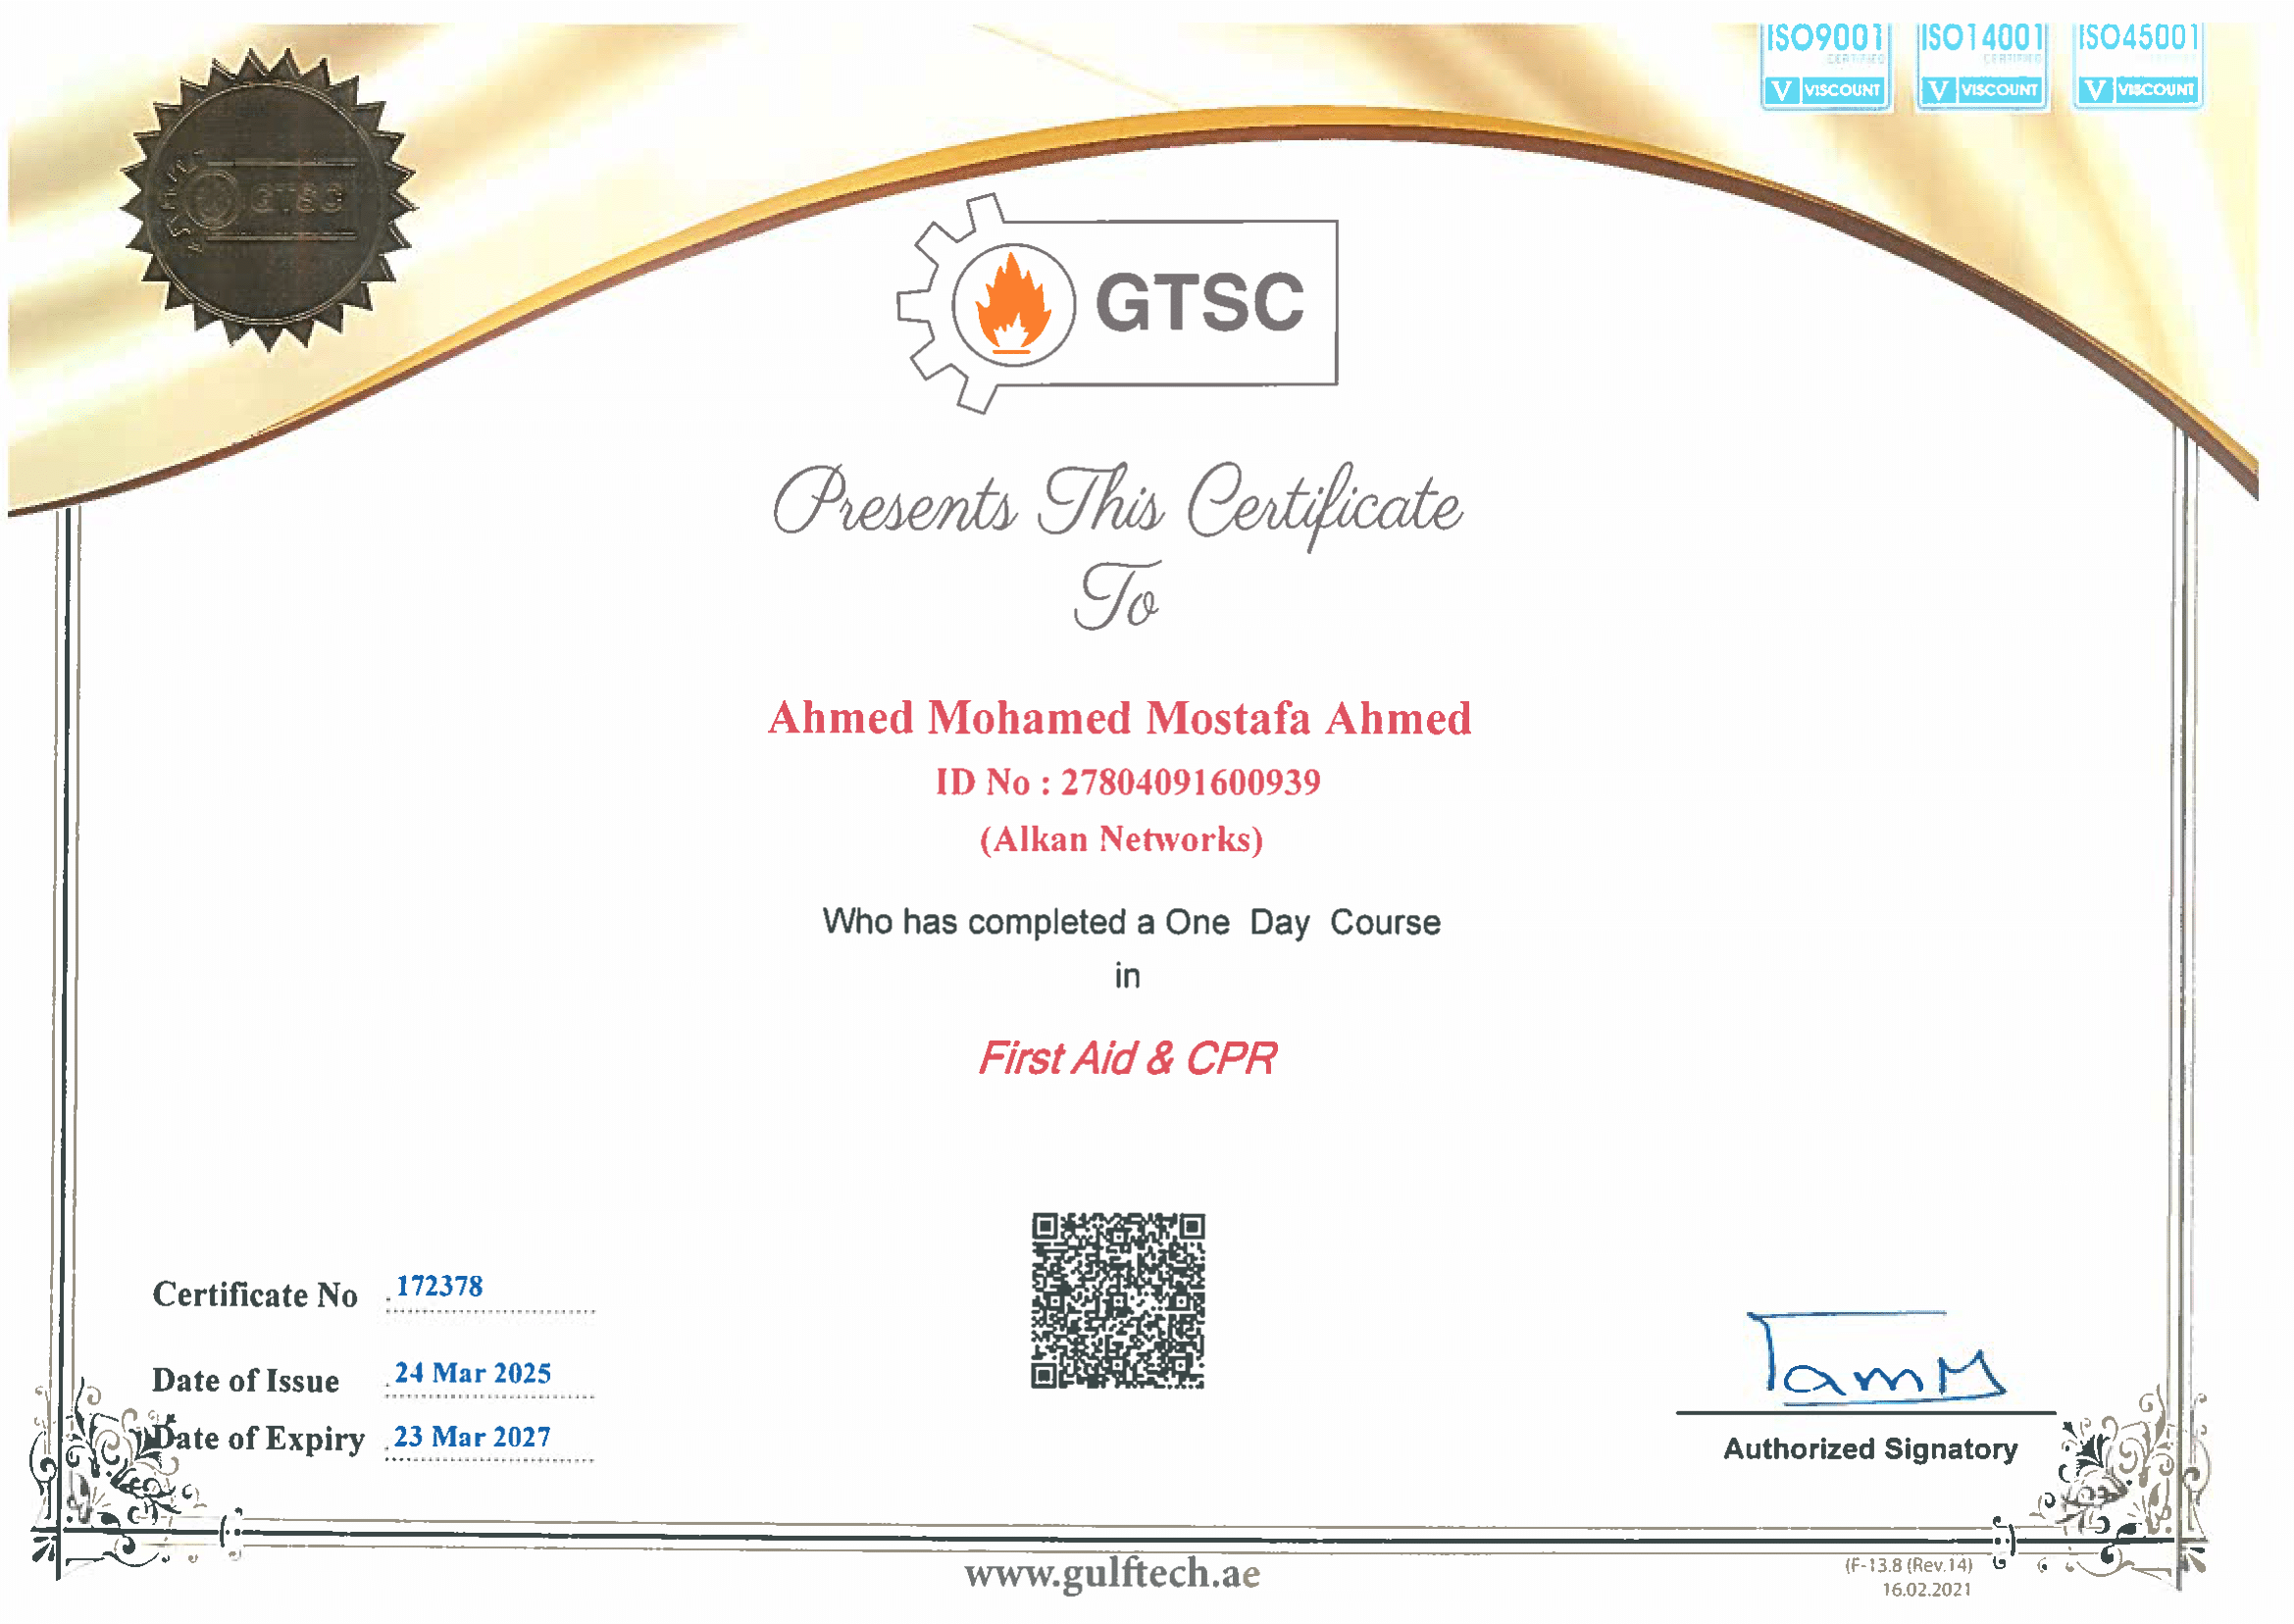 ISO9001 ISO14001 ISO45001
CERTIFIED CERTIFIED
V VISCOUNT V VISCOUNT V VISCOUNT
GTSC
GTSC
Presents This Certificate
To
Ahmed Mohamed Mostafa Ahmed
ID No : 27804091600939
(Alkan Networks)
Who has completed a One Day Course
in
First Aid & CPR
Certificate No 172378
Date of Issue 24 Mar 2025
Date of Expiry 23 Mar 2027
Authorized Signatory
www.gulftech.ae
(F-13.8 (Rev.14)
16.02.2021